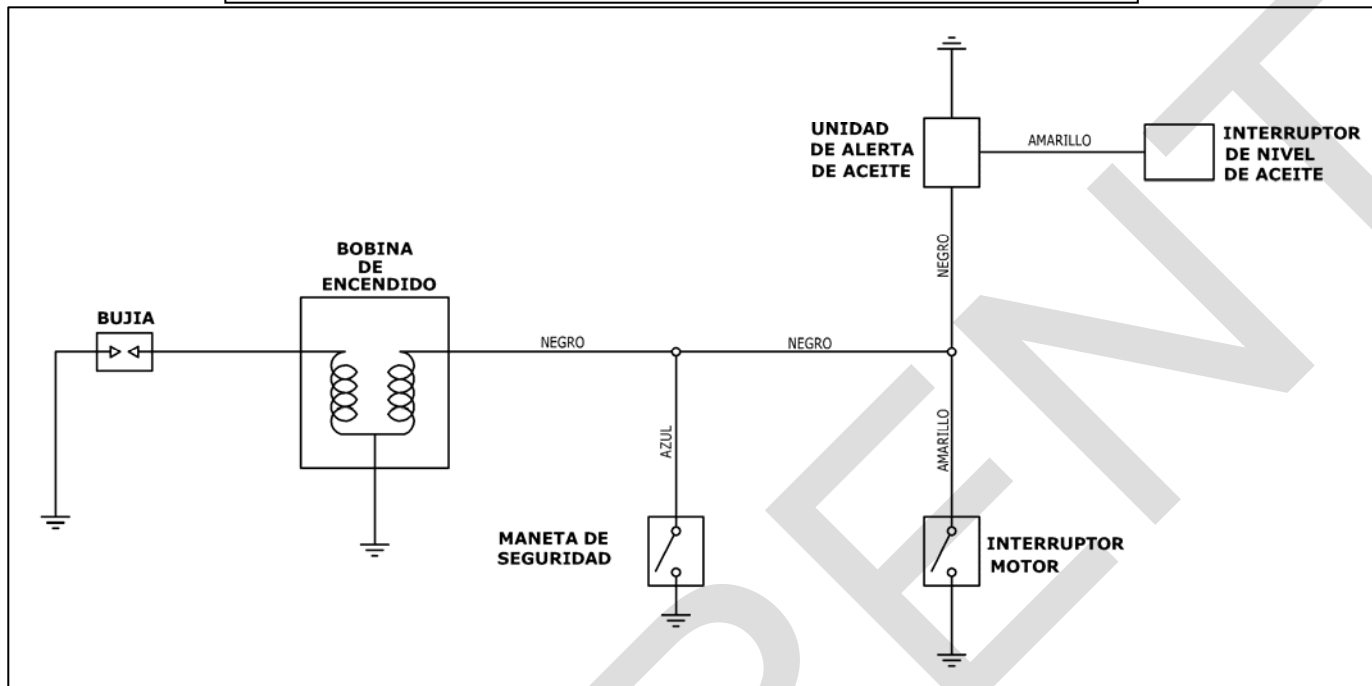 UNIDAD
DE ALERTA
DE ACEITE
AMARILLO
INTERRUPTOR
DE NIVEL
DE ACEITE
NEGRO
BOBINA
DE
ENCENDIDO
BUJIA
NEGRO
NEGRO
AZUL
AMARILLO
MANETA DE
SEGURIDAD
INTERRUPTOR
MOTOR